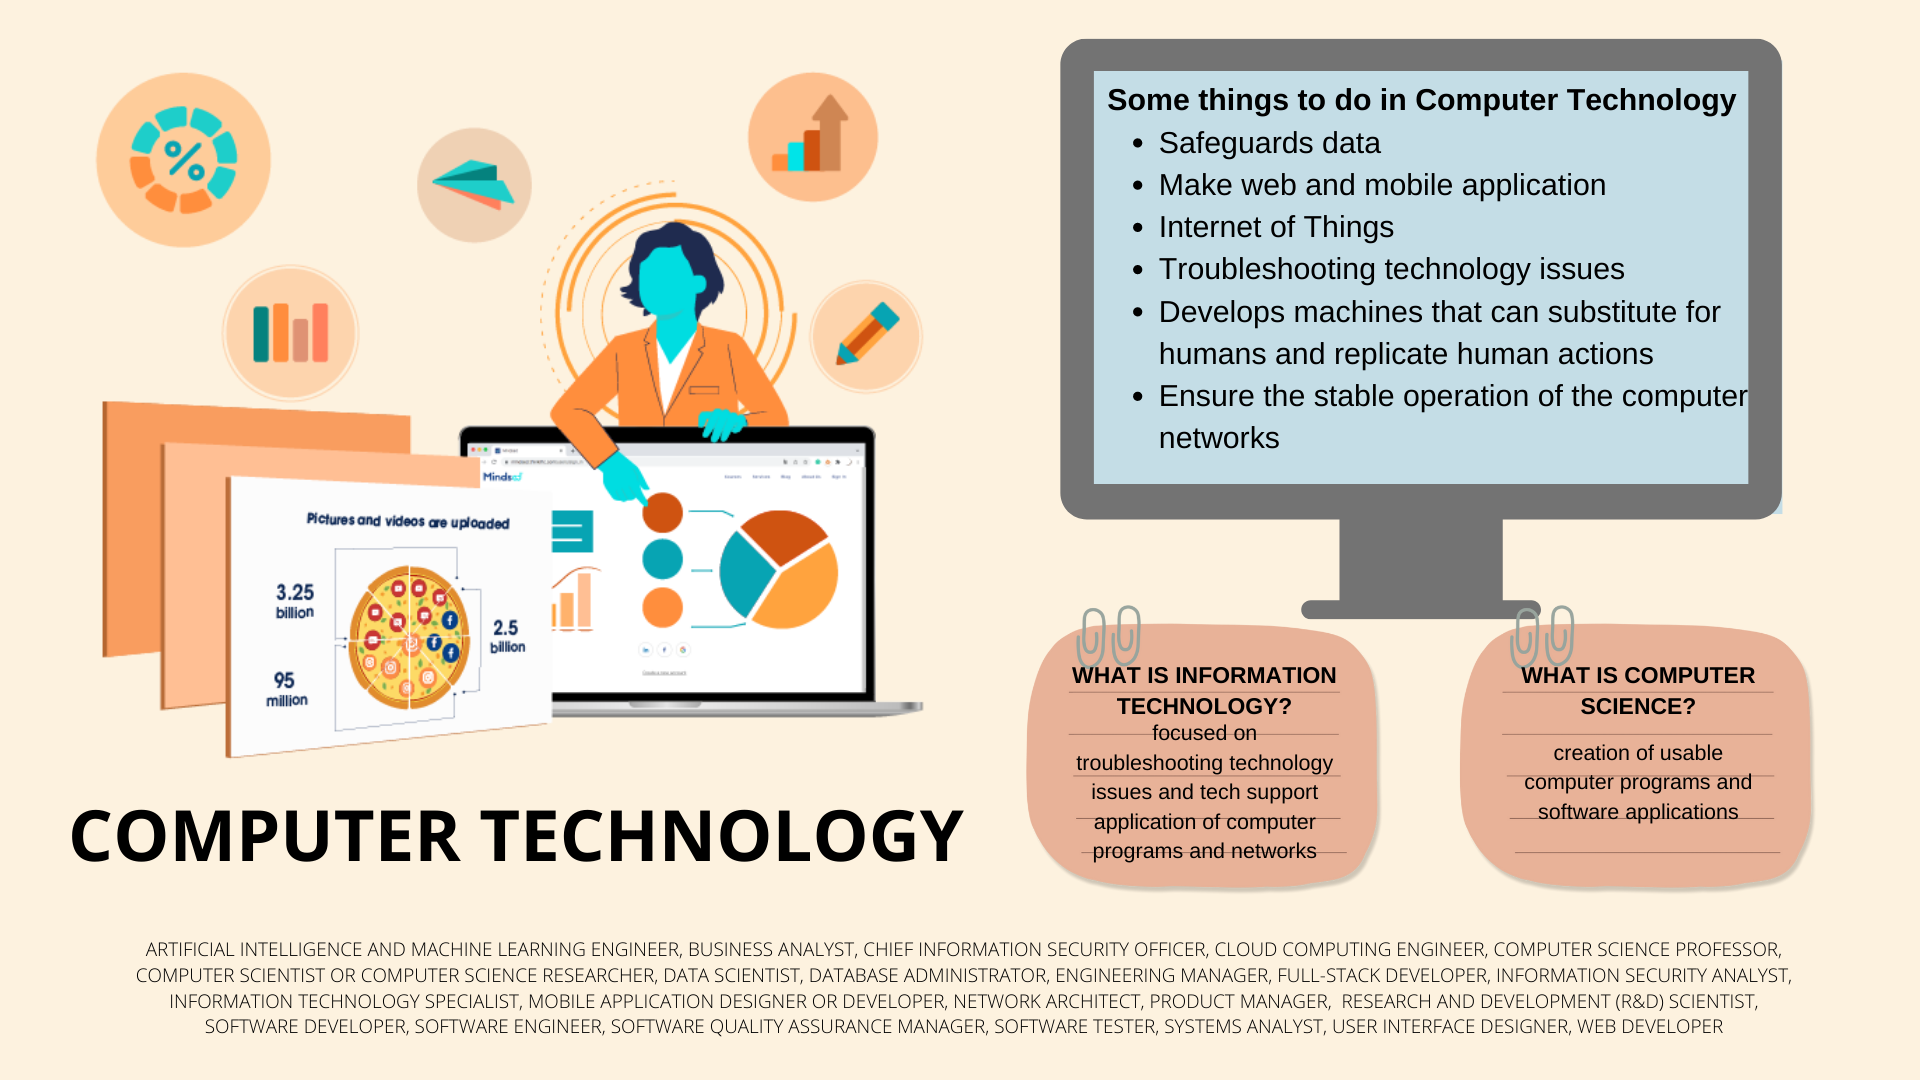 Some things to do in Computer Technology
• Safeguards data
• Make web and mobile application
• Internet of Things
• Troubleshooting technology issues
• Develops machines that can substitute for
humans and replicate human actions
• Ensure the stable operation of the computer
networks
Mindsed
Pictures and videos are uploaded
3.25
billion
2.5
billion
95
million
WHAT IS INFORMATION
TECHNOLOGY?
focused on
troubleshooting technology
issues and tech support
application of computer
programs and networks
WHAT IS COMPUTER
SCIENCE?
creation of usable
computer programs and
software applications
COMPUTER TECHNOLOGY
ARTIFICIAL INTELLIGENCE AND MACHINE LEARNING ENGINEER, BUSINESS ANALYST, CHIEF INFORMATION SECURITY OFFICER, CLOUD COMPUTING ENGINEER, COMPUTER SCIENCE PROFESSOR,
COMPUTER SCIENTIST OR COMPUTER SCIENCE RESEARCHER, DATA SCIENTIST, DATABASE ADMINISTRATOR, ENGINEERING MANAGER, FULL-STACK DEVELOPER, INFORMATION SECURITY ANALYST,
INFORMATION TECHNOLOGY SPECIALIST, MOBILE APPLICATION DESIGNER OR DEVELOPER, NETWORK ARCHITECT, PRODUCT MANAGER, RESEARCH AND DEVELOPMENT (R&D) SCIENTIST,
SOFTWARE DEVELOPER, SOFTWARE ENGINEER, SOFTWARE QUALITY ASSURANCE MANAGER, SOFTWARE TESTER, SYSTEMS ANALYST, USER INTERFACE DESIGNER, WEB DEVELOPER